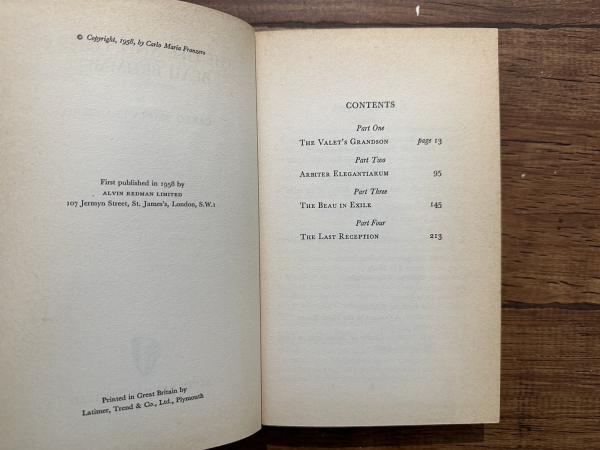 © Copyright, 1958, by Carlo Maria Franzero
First published in 1958 by
ALVIN REDMAN LIMITED
107 Jermyn Street, St. James's, London, S.W.1
Printed in Great Britain by
Latimer, Trend & Co., Ltd., Plymouth
CONTENTS
Part One
THE VALET'S GRANDSON page 13
Part Two
ARBITER ELEGANTIARUM 95
Part Three
THE BEAU IN EXILE 145
Part Four
THE LAST RECEPTION 213